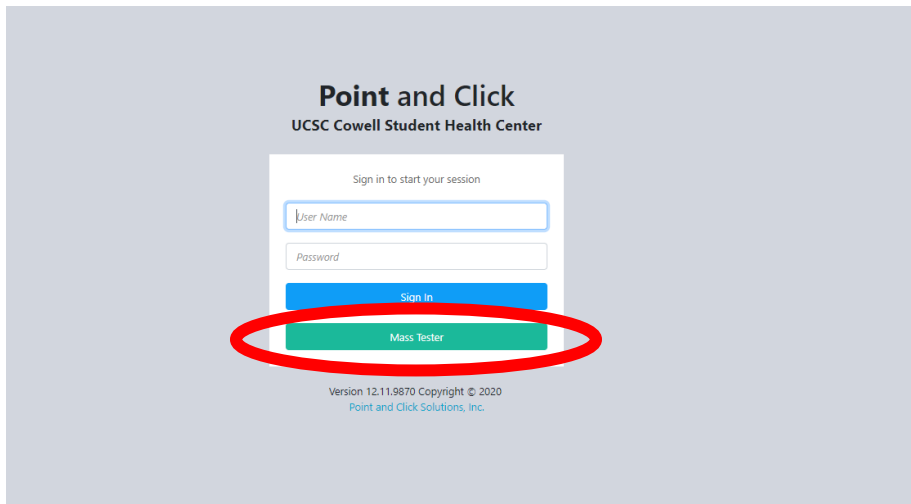 Point and Click
UCSC Cowell Student Health Center
Sign in to start your session
User Name
Password
Sign In
Mass Tester
Version 12.11.9870 Copyright © 2020
Point and Click Solutions, Inc.